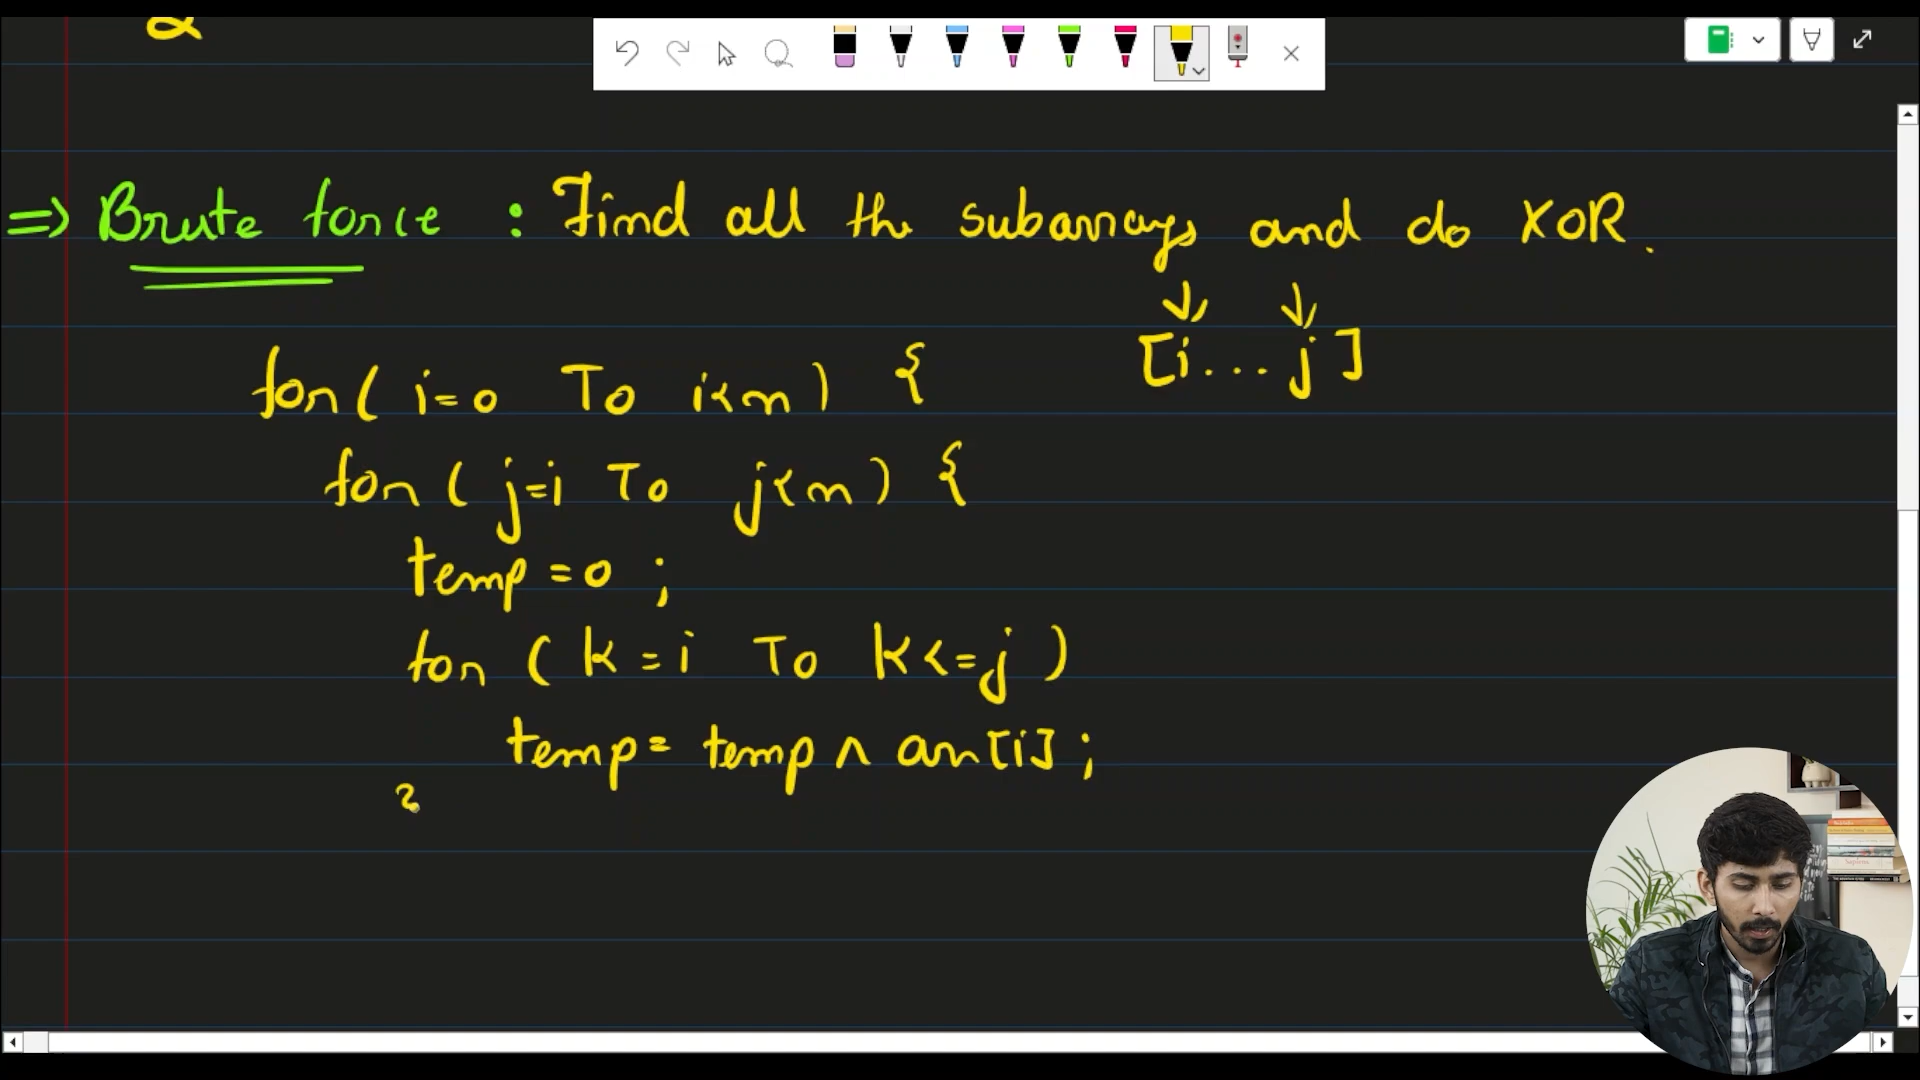 2
=> Brute force : Find all the subarrays and do XOR.
[i... j]
for( i=0 To i<n) {
for ( j=i To j<n) {
temp = 0 ;
for ( k = i To k<=j )
temp = temp ^ arr[i] ;